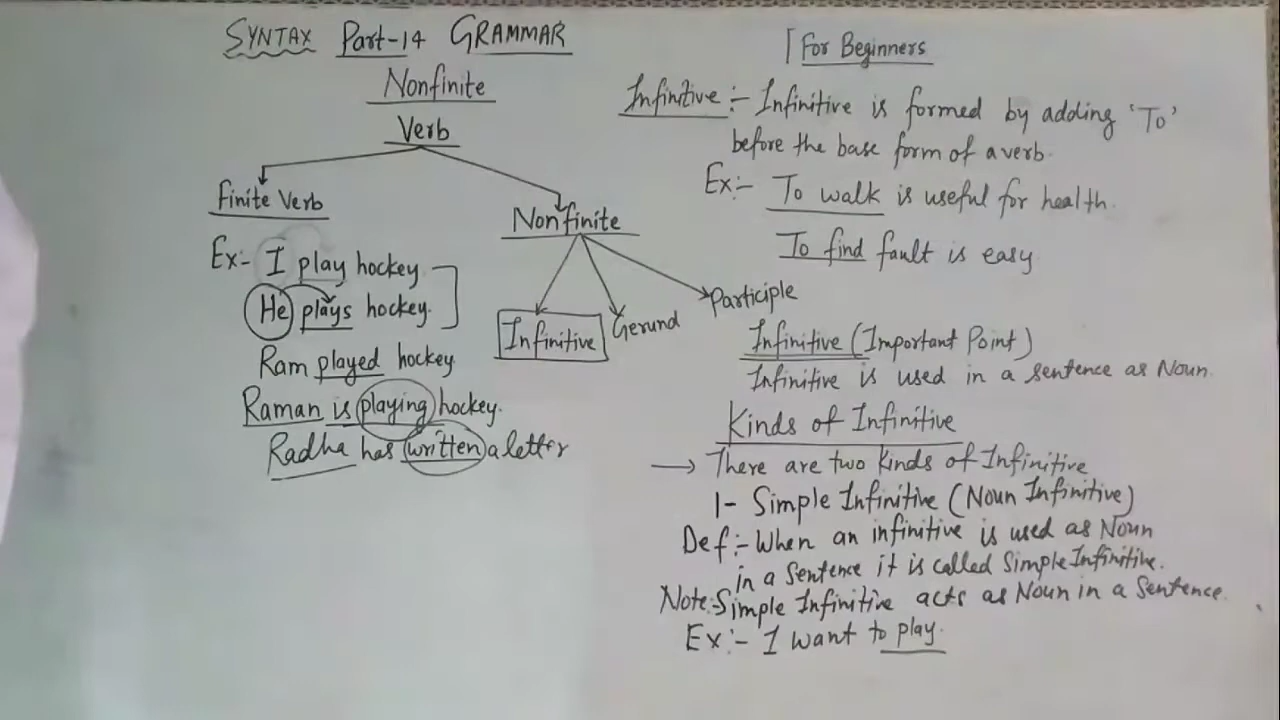 SYNTAX Part-14 GRAMMAR
Nonfinite
Verb
Finite Verb
Nonfinite
Ex:- I play hockey
He plays hockey.
Ram played hockey
Raman is playing hockey.
Radha has written a letter
Infinitive
Gerund
Participle
For Beginners
Infinitive :- Infinitive is formed by adding 'To'
before the base form of a verb.
Ex:- To walk is useful for health.
To find fault is easy
Infinitive (Important Point)
Infinitive is used in a sentence as Noun.
Kinds of Infinitive
→ There are two Kinds of Infinitive
1- Simple Infinitive (Noun Infinitive)
Def:- When an infinitive is used as Noun
in a Sentence it is called Simple Infinitive.
Note:- Simple Infinitive acts as Noun in a Sentence.
Ex:- I want to play.